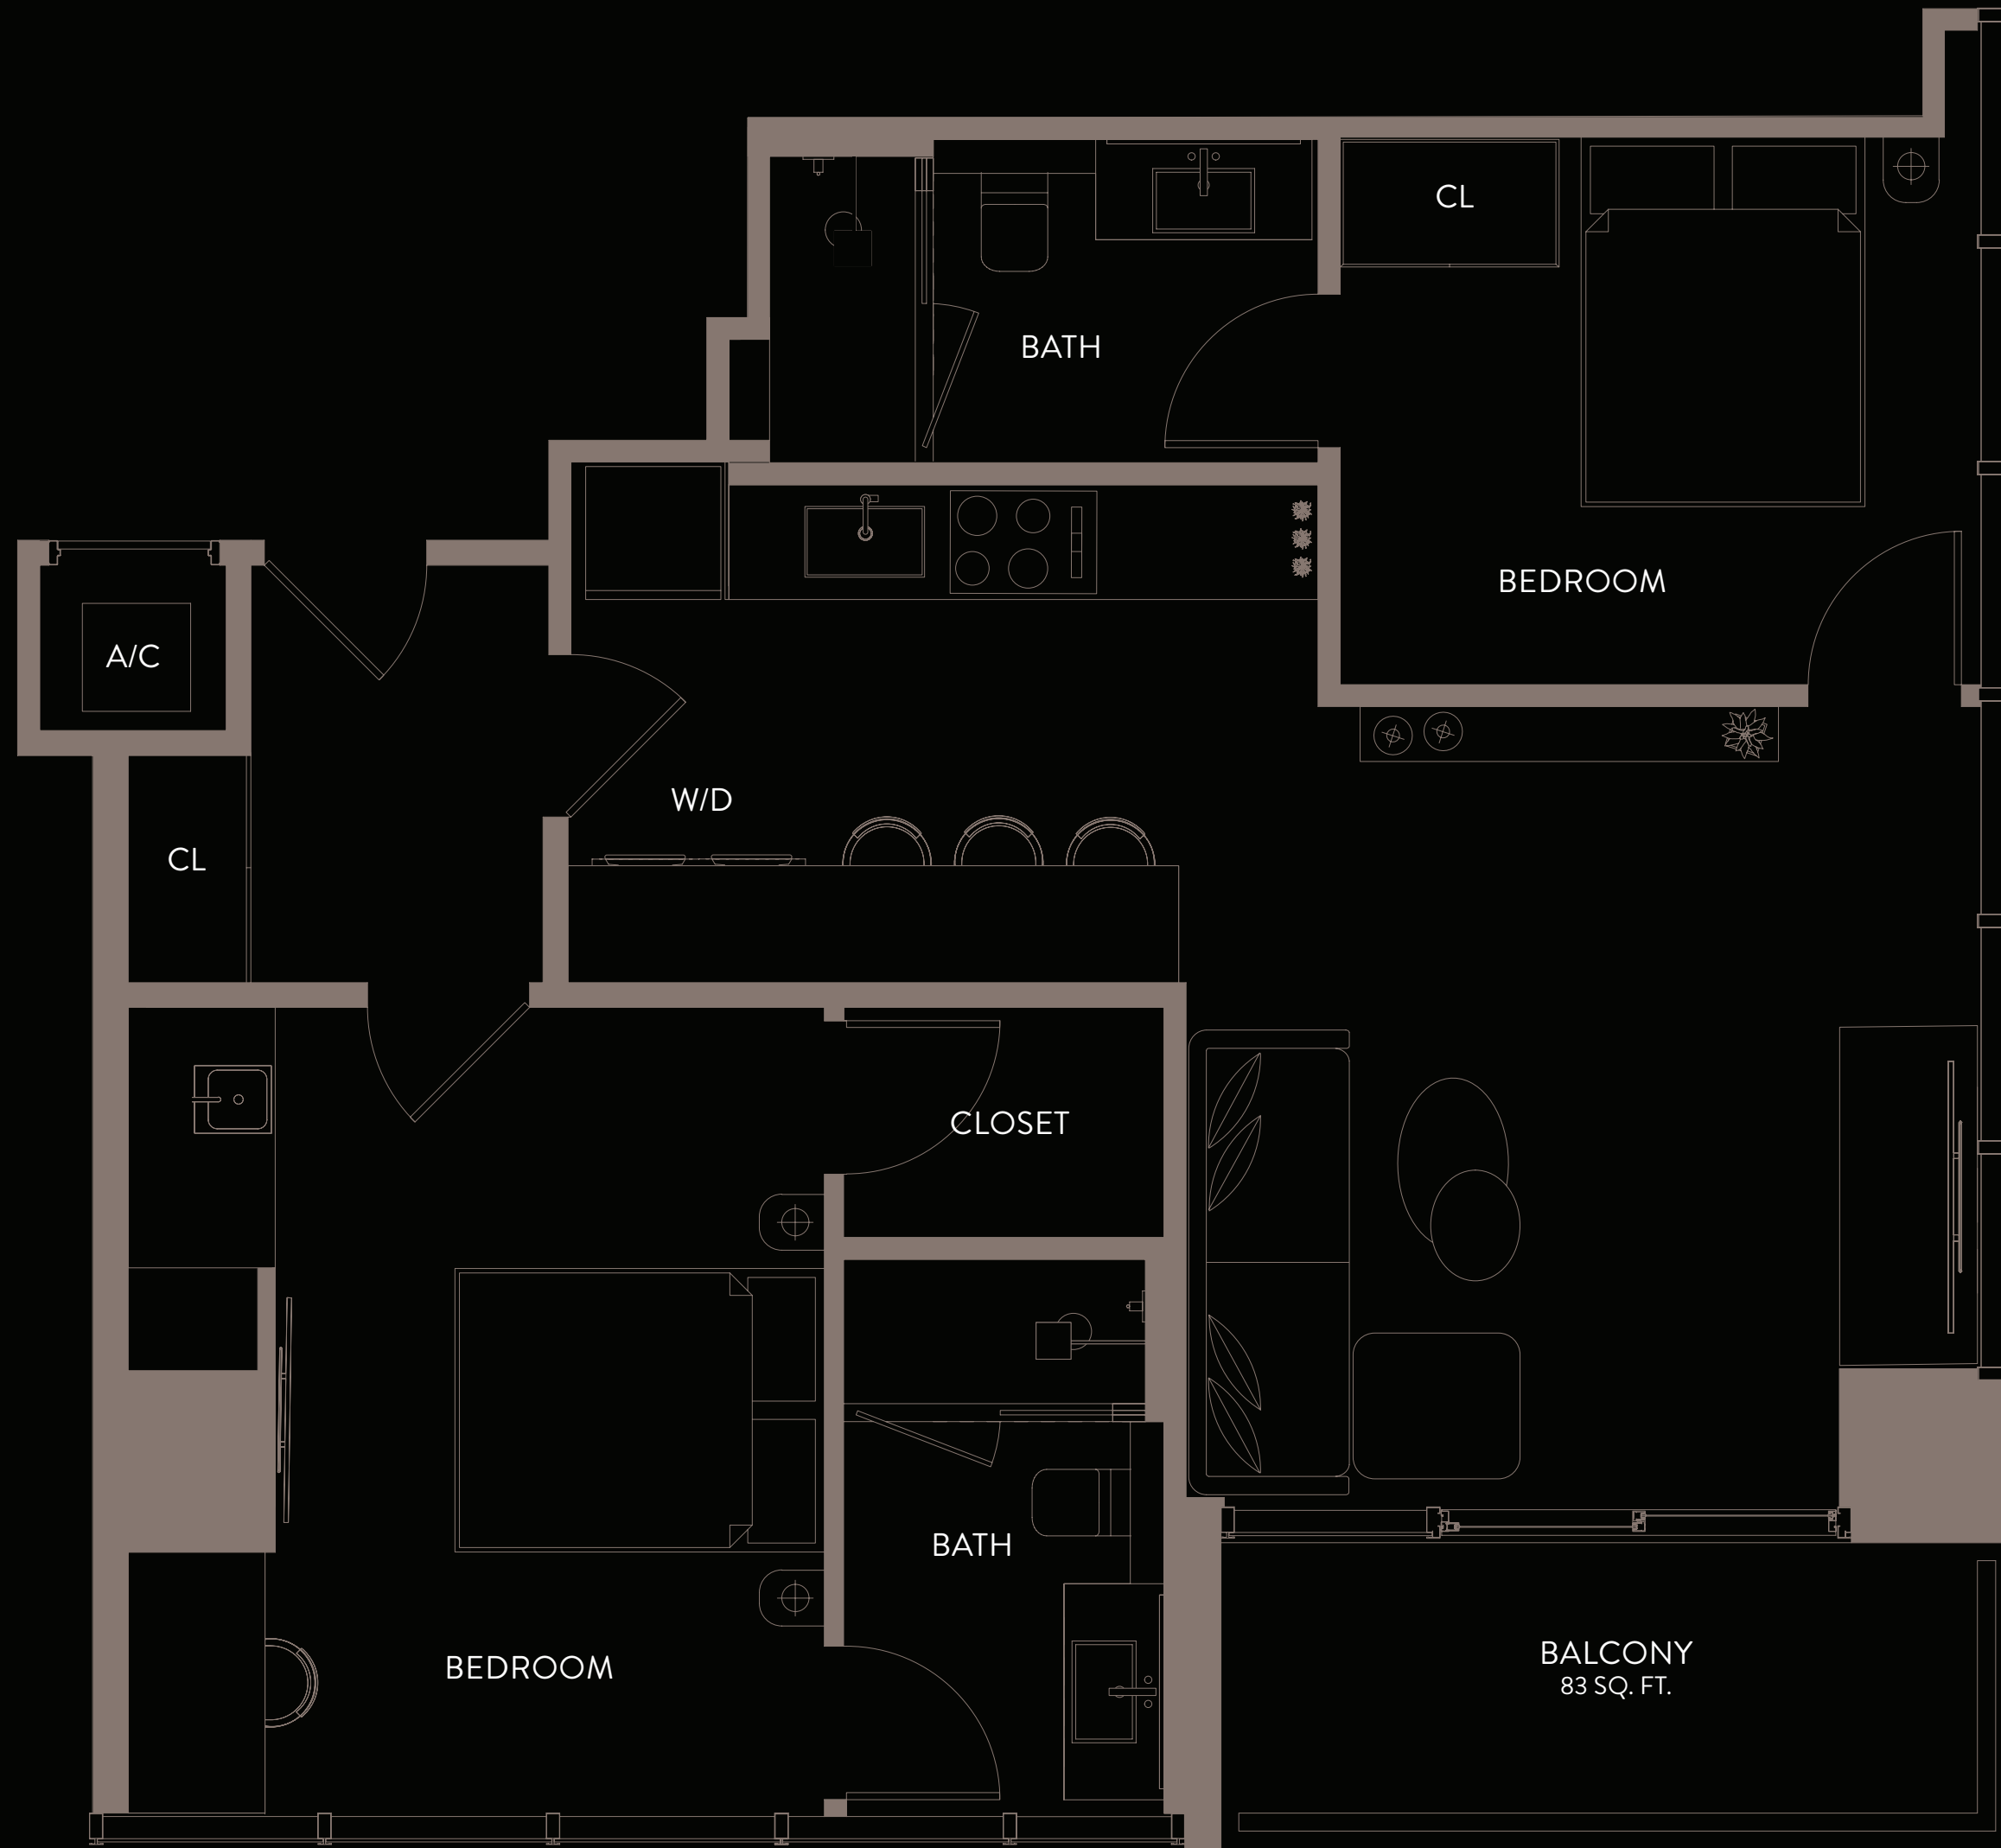 CL
BATH
BEDROOM
A/C
W/D
CL
CLOSET
BATH
BEDROOM
BALCONY
83 SQ. FT.